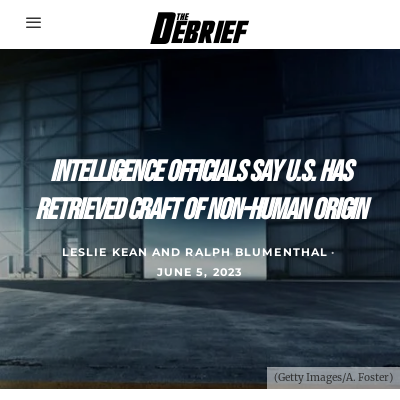 THE DEBRIEF
INTELLIGENCE OFFICIALS SAY U.S. HAS
RETRIEVED CRAFT OF NON-HUMAN ORIGIN
LESLIE KEAN AND RALPH BLUMENTHAL ·
JUNE 5, 2023
(Getty Images/A. Foster)